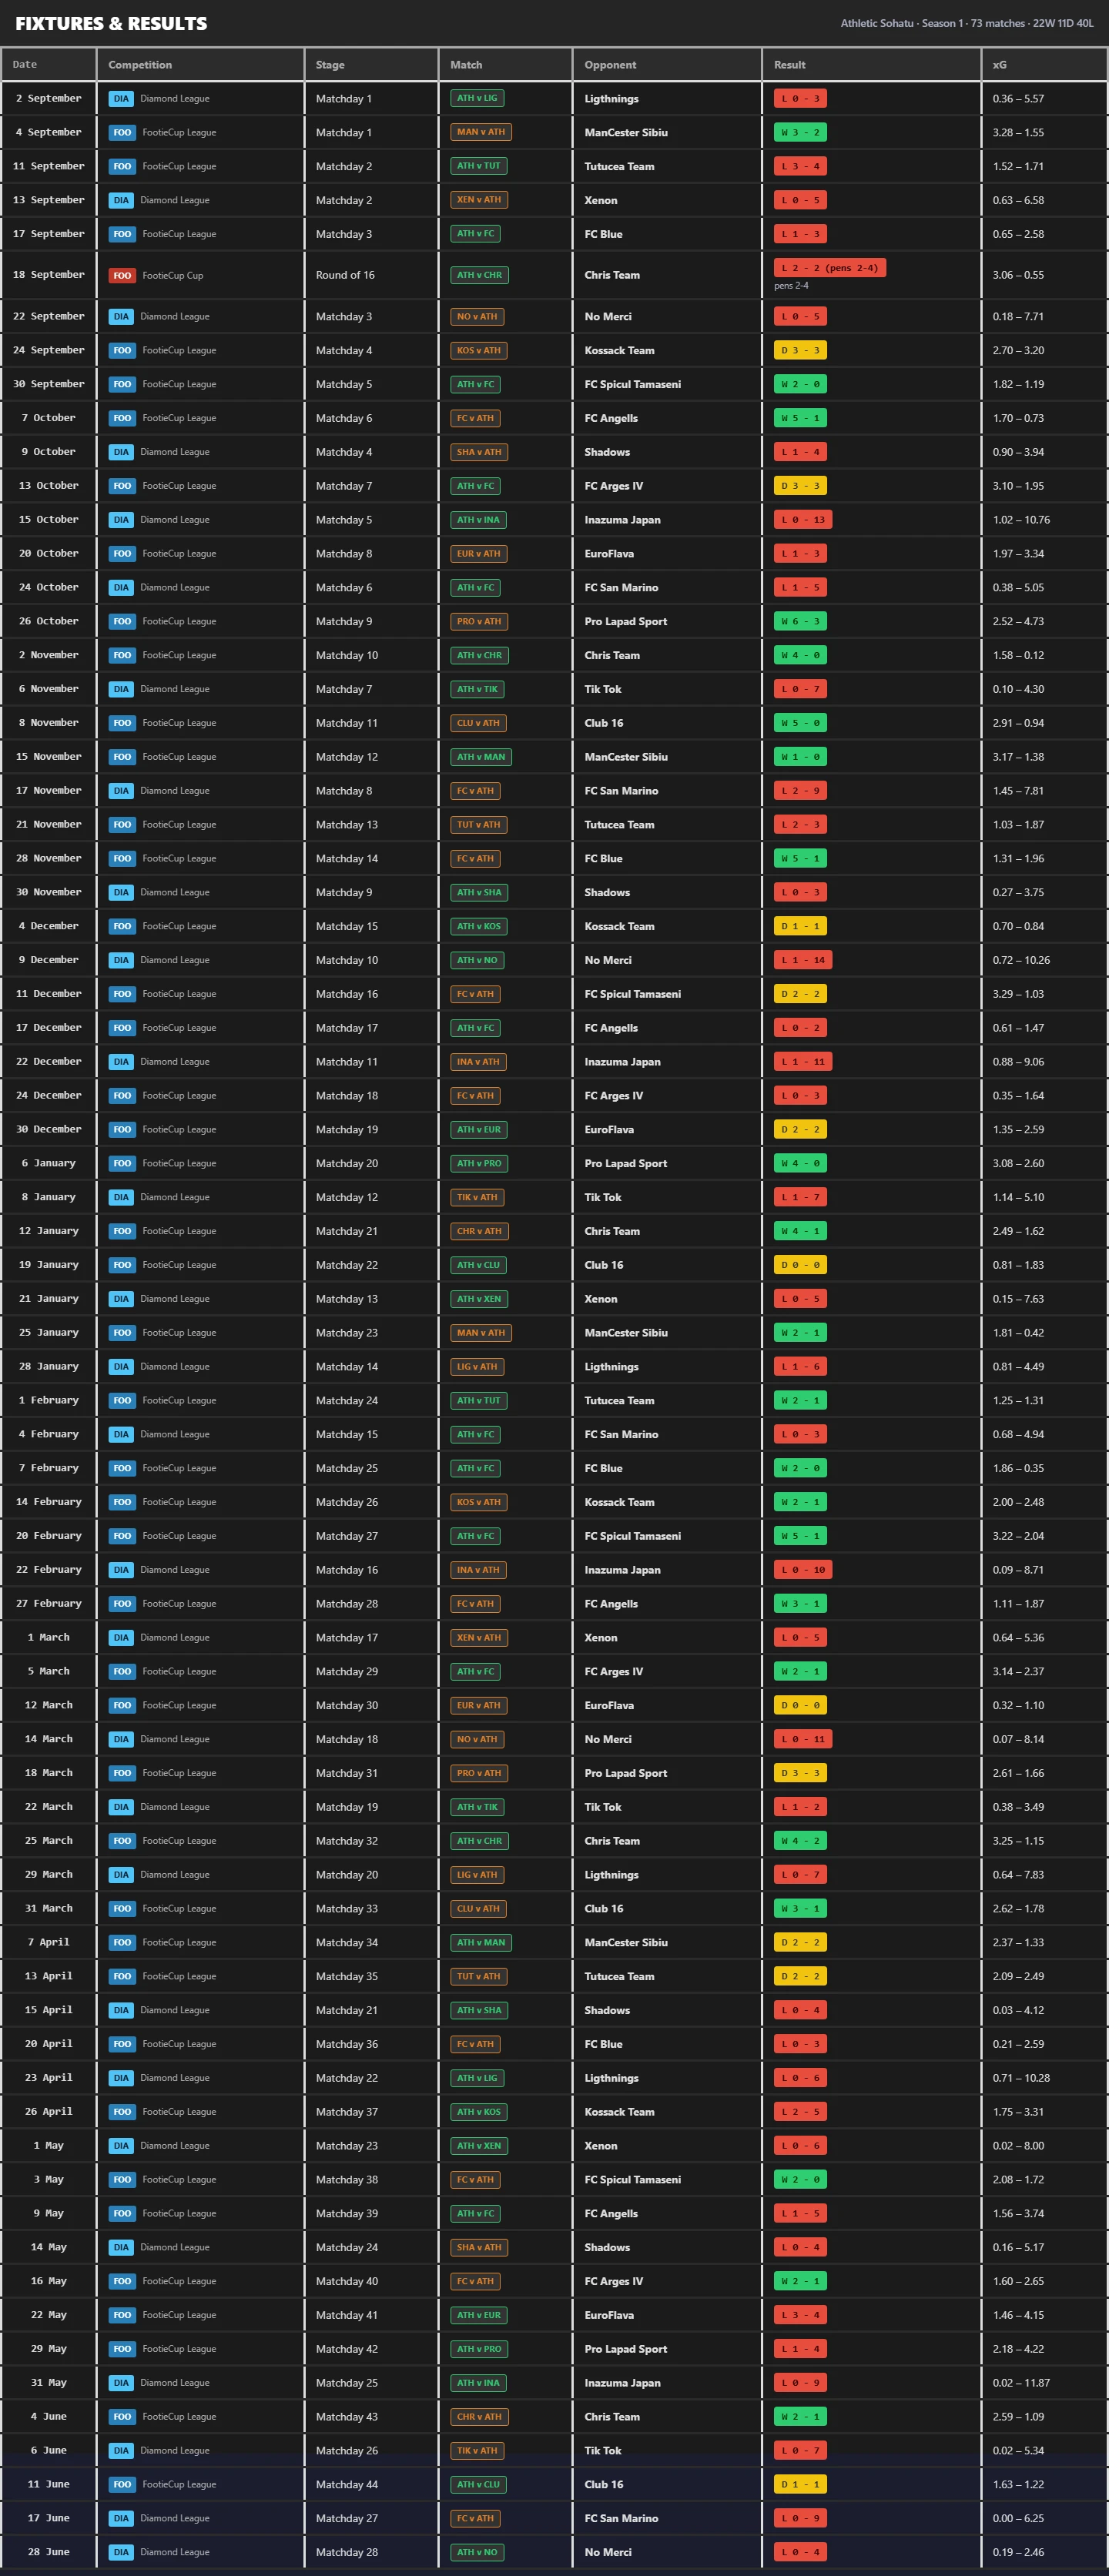 FIXTURES & RESULTS Athletic Sohatu · Season 1 · 73 matches · 22W 11D 40L
Date Competition Stage Match Opponent Result xG
2 September DIA Diamond League Matchday 1 ATH v LIG Ligthnings L 0 - 3 0.36 – 5.57
4 September FOO FootieCup League Matchday 1 MAN v ATH ManCester Sibiu W 3 - 2 3.28 – 1.55
11 September FOO FootieCup League Matchday 2 ATH v TUT Tutucea Team L 3 - 4 1.52 – 1.71
13 September DIA Diamond League Matchday 2 XEN v ATH Xenon L 0 - 5 0.63 – 6.58
17 September FOO FootieCup League Matchday 3 ATH v FC FC Blue L 1 - 3 0.65 – 2.58
18 September FOO FootieCup Cup Round of 16 ATH v CHR Chris Team L 2 - 2 (pens 2-4) 3.06 – 0.55
pens 2-4
22 September DIA Diamond League Matchday 3 NO v ATH No Merci L 0 - 5 0.18 – 7.71
24 September FOO FootieCup League Matchday 4 KOS v ATH Kossack Team D 3 - 3 2.70 – 3.20
30 September FOO FootieCup League Matchday 5 ATH v FC FC Spicul Tamaseni W 2 - 0 1.82 – 1.19
7 October FOO FootieCup League Matchday 6 FC v ATH FC Angells W 5 - 1 1.70 – 0.73
9 October DIA Diamond League Matchday 4 SHA v ATH Shadows L 1 - 4 0.90 – 3.94
13 October FOO FootieCup League Matchday 7 ATH v FC FC Arges IV D 3 - 3 3.10 – 1.95
15 October DIA Diamond League Matchday 5 ATH v INA Inazuma Japan L 0 - 13 1.02 – 10.76
20 October FOO FootieCup League Matchday 8 EUR v ATH EuroFlava L 1 - 3 1.97 – 3.34
24 October DIA Diamond League Matchday 6 ATH v FC FC San Marino L 1 - 5 0.38 – 5.05
26 October FOO FootieCup League Matchday 9 PRO v ATH Pro Lapad Sport W 6 - 3 2.52 – 4.73
2 November FOO FootieCup League Matchday 10 ATH v CHR Chris Team W 4 - 0 1.58 – 0.12
6 November DIA Diamond League Matchday 7 ATH v TIK Tik Tok L 0 - 7 0.10 – 4.30
8 November FOO FootieCup League Matchday 11 CLU v ATH Club 16 W 5 - 0 2.91 – 0.94
15 November FOO FootieCup League Matchday 12 ATH v MAN ManCester Sibiu W 1 - 0 3.17 – 1.38
17 November DIA Diamond League Matchday 8 FC v ATH FC San Marino L 2 - 9 1.45 – 7.81
21 November FOO FootieCup League Matchday 13 TUT v ATH Tutucea Team L 2 - 3 1.03 – 1.87
28 November FOO FootieCup League Matchday 14 FC v ATH FC Blue W 5 - 1 1.31 – 1.96
30 November DIA Diamond League Matchday 9 ATH v SHA Shadows L 0 - 3 0.27 – 3.75
4 December FOO FootieCup League Matchday 15 ATH v KOS Kossack Team D 1 - 1 0.70 – 0.84
9 December DIA Diamond League Matchday 10 ATH v NO No Merci L 1 - 14 0.72 – 10.26
11 December FOO FootieCup League Matchday 16 FC v ATH FC Spicul Tamaseni D 2 - 2 3.29 – 1.03
17 December FOO FootieCup League Matchday 17 ATH v FC FC Angells L 0 - 2 0.61 – 1.47
22 December DIA Diamond League Matchday 11 INA v ATH Inazuma Japan L 1 - 11 0.88 – 9.06
24 December FOO FootieCup League Matchday 18 FC v ATH FC Arges IV L 0 - 3 0.35 – 1.64
30 December FOO FootieCup League Matchday 19 ATH v EUR EuroFlava D 2 - 2 1.35 – 2.59
6 January FOO FootieCup League Matchday 20 ATH v PRO Pro Lapad Sport W 4 - 0 3.08 – 2.60
8 January DIA Diamond League Matchday 12 TIK v ATH Tik Tok L 1 - 7 1.14 – 5.10
12 January FOO FootieCup League Matchday 21 CHR v ATH Chris Team W 4 - 1 2.49 – 1.62
19 January FOO FootieCup League Matchday 22 ATH v CLU Club 16 D 0 - 0 0.81 – 1.83
21 January DIA Diamond League Matchday 13 ATH v XEN Xenon L 0 - 5 0.15 – 7.63
25 January FOO FootieCup League Matchday 23 MAN v ATH ManCester Sibiu W 2 - 1 1.81 – 0.42
28 January DIA Diamond League Matchday 14 LIG v ATH Ligthnings L 1 - 6 0.81 – 4.49
1 February FOO FootieCup League Matchday 24 ATH v TUT Tutucea Team W 2 - 1 1.25 – 1.31
4 February DIA Diamond League Matchday 15 ATH v FC FC San Marino L 0 - 3 0.68 – 4.94
7 February FOO FootieCup League Matchday 25 ATH v FC FC Blue W 2 - 0 1.86 – 0.35
14 February FOO FootieCup League Matchday 26 KOS v ATH Kossack Team W 2 - 1 2.00 – 2.48
20 February FOO FootieCup League Matchday 27 ATH v FC FC Spicul Tamaseni W 5 - 1 3.22 – 2.04
22 February DIA Diamond League Matchday 16 INA v ATH Inazuma Japan L 0 - 10 0.09 – 8.71
27 February FOO FootieCup League Matchday 28 FC v ATH FC Angells W 3 - 1 1.11 – 1.87
1 March DIA Diamond League Matchday 17 XEN v ATH Xenon L 0 - 5 0.64 – 5.36
5 March FOO FootieCup League Matchday 29 ATH v FC FC Arges IV W 2 - 1 3.14 – 2.37
12 March FOO FootieCup League Matchday 30 EUR v ATH EuroFlava D 0 - 0 0.32 – 1.10
14 March DIA Diamond League Matchday 18 NO v ATH No Merci L 0 - 11 0.07 – 8.14
18 March FOO FootieCup League Matchday 31 PRO v ATH Pro Lapad Sport D 3 - 3 2.61 – 1.66
22 March DIA Diamond League Matchday 19 ATH v TIK Tik Tok L 1 - 2 0.38 – 3.49
25 March FOO FootieCup League Matchday 32 ATH v CHR Chris Team W 4 - 2 3.25 – 1.15
29 March DIA Diamond League Matchday 20 LIG v ATH Ligthnings L 0 - 7 0.64 – 7.83
31 March FOO FootieCup League Matchday 33 CLU v ATH Club 16 W 3 - 1 2.62 – 1.78
7 April FOO FootieCup League Matchday 34 ATH v MAN ManCester Sibiu D 2 - 2 2.37 – 1.33
13 April FOO FootieCup League Matchday 35 TUT v ATH Tutucea Team D 2 - 2 2.09 – 2.49
15 April DIA Diamond League Matchday 21 ATH v SHA Shadows L 0 - 4 0.03 – 4.12
20 April FOO FootieCup League Matchday 36 FC v ATH FC Blue L 0 - 3 0.21 – 2.59
23 April DIA Diamond League Matchday 22 ATH v LIG Ligthnings L 0 - 6 0.71 – 10.28
26 April FOO FootieCup League Matchday 37 ATH v KOS Kossack Team L 2 - 5 1.75 – 3.31
1 May DIA Diamond League Matchday 23 ATH v XEN Xenon L 0 - 6 0.02 – 8.00
3 May FOO FootieCup League Matchday 38 FC v ATH FC Spicul Tamaseni W 2 - 0 2.08 – 1.72
9 May FOO FootieCup League Matchday 39 ATH v FC FC Angells L 1 - 5 1.56 – 3.74
14 May DIA Diamond League Matchday 24 SHA v ATH Shadows L 0 - 4 0.16 – 5.17
16 May FOO FootieCup League Matchday 40 FC v ATH FC Arges IV W 2 - 1 1.60 – 2.65
22 May FOO FootieCup League Matchday 41 ATH v EUR EuroFlava L 3 - 4 1.46 – 4.15
29 May FOO FootieCup League Matchday 42 ATH v PRO Pro Lapad Sport L 1 - 4 2.18 – 4.22
31 May DIA Diamond League Matchday 25 ATH v INA Inazuma Japan L 0 - 9 0.02 – 11.87
4 June FOO FootieCup League Matchday 43 CHR v ATH Chris Team W 2 - 1 2.59 – 1.09
6 June DIA Diamond League Matchday 26 TIK v ATH Tik Tok L 0 - 7 0.02 – 5.34
11 June FOO FootieCup League Matchday 44 ATH v CLU Club 16 D 1 - 1 1.63 – 1.22
17 June DIA Diamond League Matchday 27 FC v ATH FC San Marino L 0 - 9 0.00 – 6.25
28 June DIA Diamond League Matchday 28 ATH v NO No Merci L 0 - 4 0.19 – 2.46